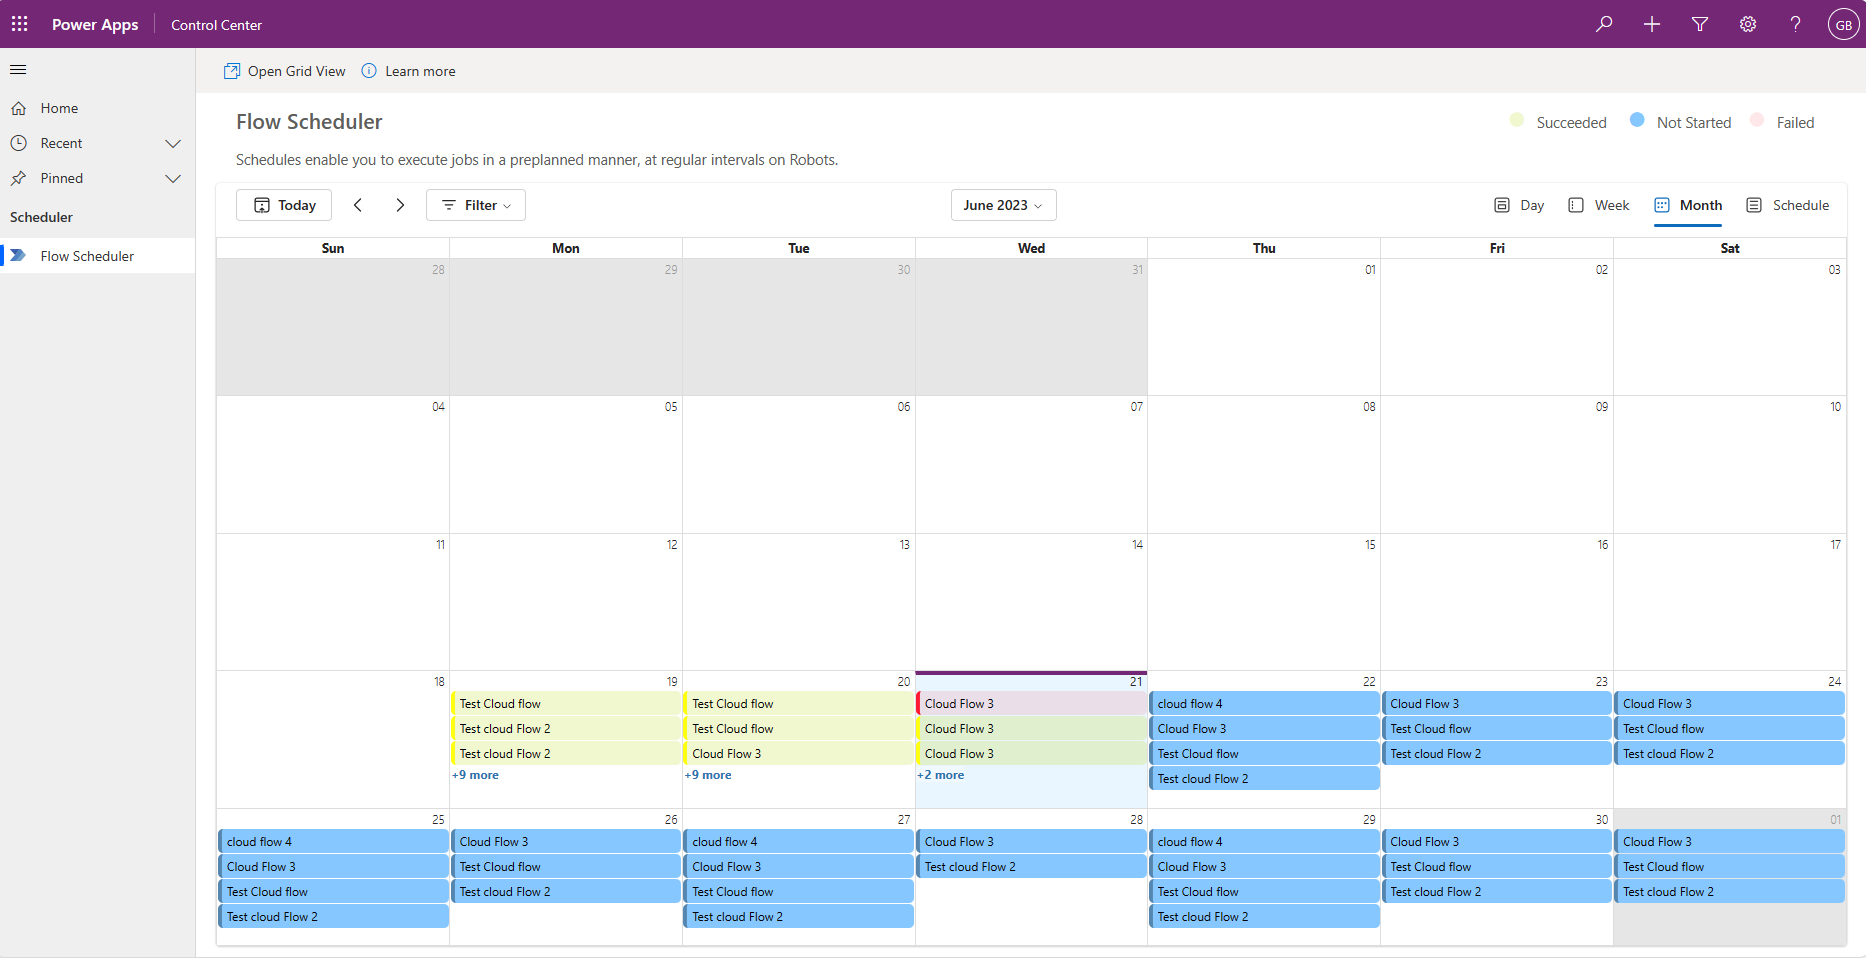 Power Apps Control Center GB
Open Grid View Learn more
Home
Recent
Pinned
Scheduler
Flow Scheduler
Flow Scheduler
Succeeded Not Started Failed
Schedules enable you to execute jobs in a preplanned manner, at regular intervals on Robots.
Today Filter June 2023 Day Week Month Schedule
Sun Mon Tue Wed Thu Fri Sat
28 29 30 31 01 02 03
04 05 06 07 08 09 10
11 12 13 14 15 16 17
18 19 20 21 22 23 24
Test Cloud flow Test Cloud flow Cloud Flow 3 cloud flow 4 Cloud Flow 3 Cloud Flow 3
Test cloud Flow 2 Test Cloud flow Cloud Flow 3 Cloud Flow 3 Test Cloud flow Test Cloud flow
Test cloud Flow 2 Cloud Flow 3 Cloud Flow 3 Test Cloud flow Test cloud Flow 2 Test cloud Flow 2
+9 more +9 more +2 more Test cloud Flow 2
25 26 27 28 29 30 01
cloud flow 4 Cloud Flow 3 cloud flow 4 Cloud Flow 3 cloud flow 4 Cloud Flow 3 Cloud Flow 3
Cloud Flow 3 Test Cloud flow Cloud Flow 3 Test cloud Flow 2 Cloud Flow 3 Test Cloud flow Test Cloud flow
Test Cloud flow Test cloud Flow 2 Test Cloud flow Test Cloud flow Test cloud Flow 2 Test cloud Flow 2
Test cloud Flow 2 Test cloud Flow 2 Test cloud Flow 2